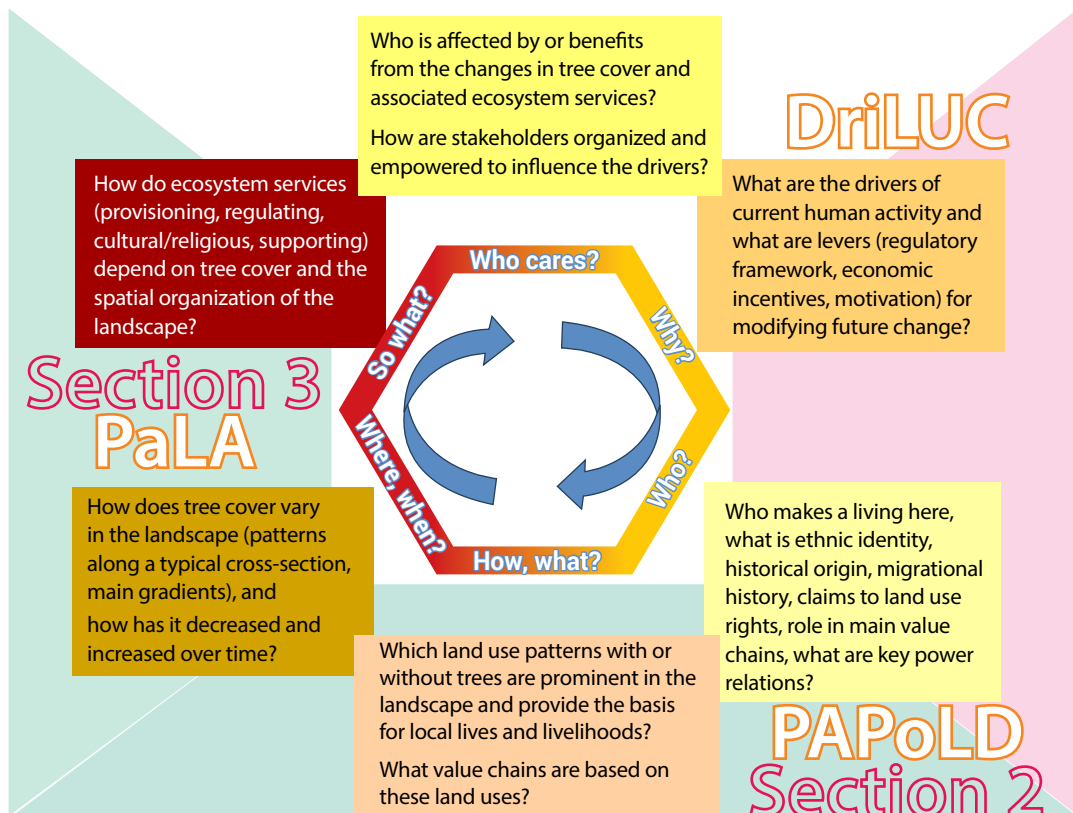 Who is affected by or benefits
from the changes in tree cover and
associated ecosystem services?
How are stakeholders organized and
empowered to influence the drivers?
DriLUC
How do ecosystem services
(provisioning, regulating,
cultural/religious, supporting)
depend on tree cover and the
spatial organization of the
landscape?
What are the drivers of
current human activity and
what are levers (regulatory
framework, economic
incentives, motivation) for
modifying future change?
Who cares?
Why?
Who?
How, what?
Where, when?
So what?
Section 3
PaLA
How does tree cover vary
in the landscape (patterns
along a typical cross-section,
main gradients), and
how has it decreased and
increased over time?
Who makes a living here,
what is ethnic identity,
historical origin, migrational
history, claims to land use
rights, role in main value
chains, what are key power
relations?
Which land use patterns with or
without trees are prominent in the
landscape and provide the basis
for local lives and livelihoods?
What value chains are based on
these land uses?
PAPoLD
Section 2